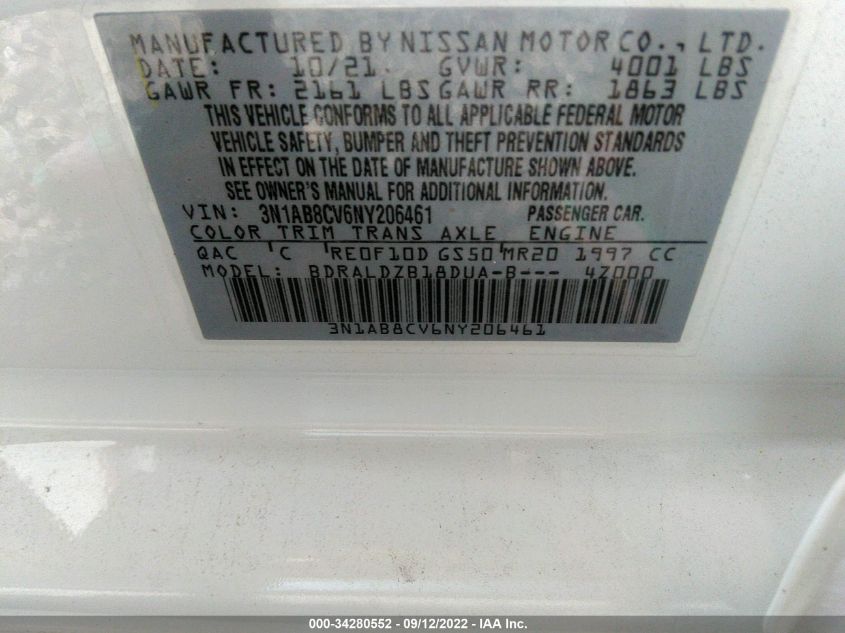 MANUFACTURED BY NISSAN MOTOR CO., LTD.
DATE: 10/21. GVWR: 4001 LBS
GAWR FR: 2161 LBS GAWR RR: 1863 LBS
THIS VEHICLE CONFORMS TO ALL APPLICABLE FEDERAL MOTOR
VEHICLE SAFETY, BUMPER AND THEFT PREVENTION STANDARDS
IN EFFECT ON THE DATE OF MANUFACTURE SHOWN ABOVE.
SEE OWNER'S MANUAL FOR ADDITIONAL INFORMATION.
VIN: 3N1AB8CV6NY206461 PASSENGER CAR.
COLOR TRIM TRANS AXLE ENGINE
QAC C RE0F10D GS50 MR20 1997 CC
MODEL: BDRALDZB18DUA-B--- 4Z000
3N1AB8CV6NY206461
000-34280552 - 09/12/2022 - IAA Inc.